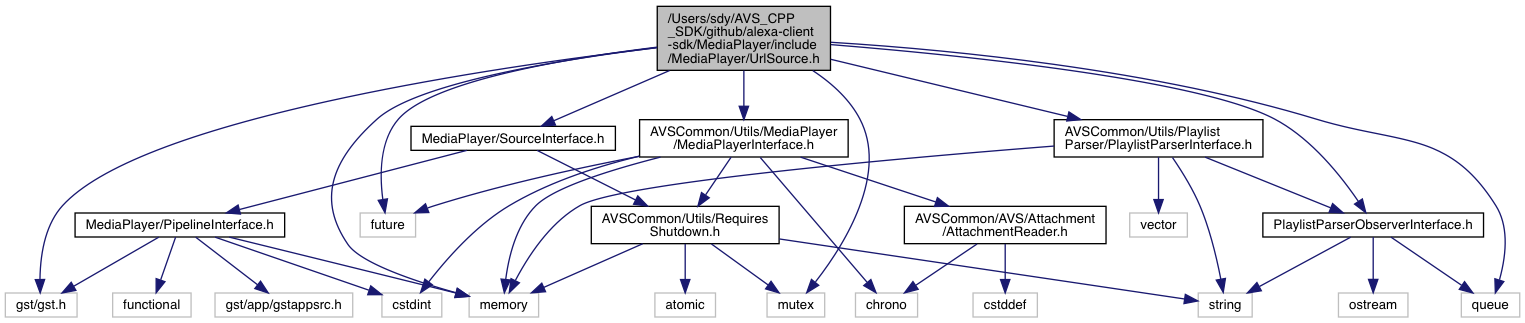 /Users/sdy/AVS_CPP
_SDK/github/alexa-client
-sdk/MediaPlayer/include
/MediaPlayer/UrlSource.h
MediaPlayer/SourceInterface.h
AVSCommon/Utils/MediaPlayer
/MediaPlayerInterface.h
AVSCommon/Utils/Playlist
Parser/PlaylistParserInterface.h
MediaPlayer/PipelineInterface.h
future
AVSCommon/Utils/Requires
Shutdown.h
AVSCommon/AVS/Attachment
/AttachmentReader.h
vector
PlaylistParserObserverInterface.h
gst/gst.h
functional
gst/app/gstappsrc.h
cstdint
memory
atomic
mutex
chrono
cstddef
string
ostream
queue